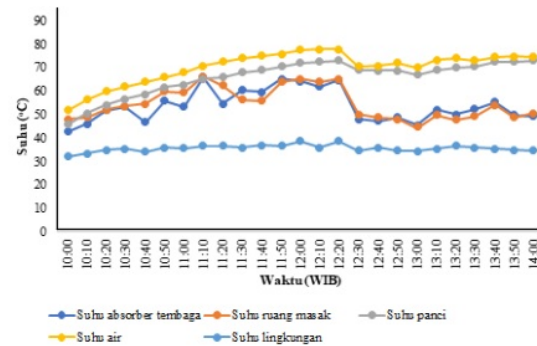 90
80
70
60
50
40
30
20
10
0
Suhu (°C)
10:00 10:10 10:20 10:30 10:40 10:50 11:00 11:10 11:20 11:30 11:40 11:50 12:00 12:10 12:20 12:30 12:40 12:50 13:00 13:10 13:20 13:30 13:40 13:50 14:00
Waktu (WIB)
Suhu absorber tembaga Suhu ruang masak Suhu panci
Suhu air Suhu lingkungan